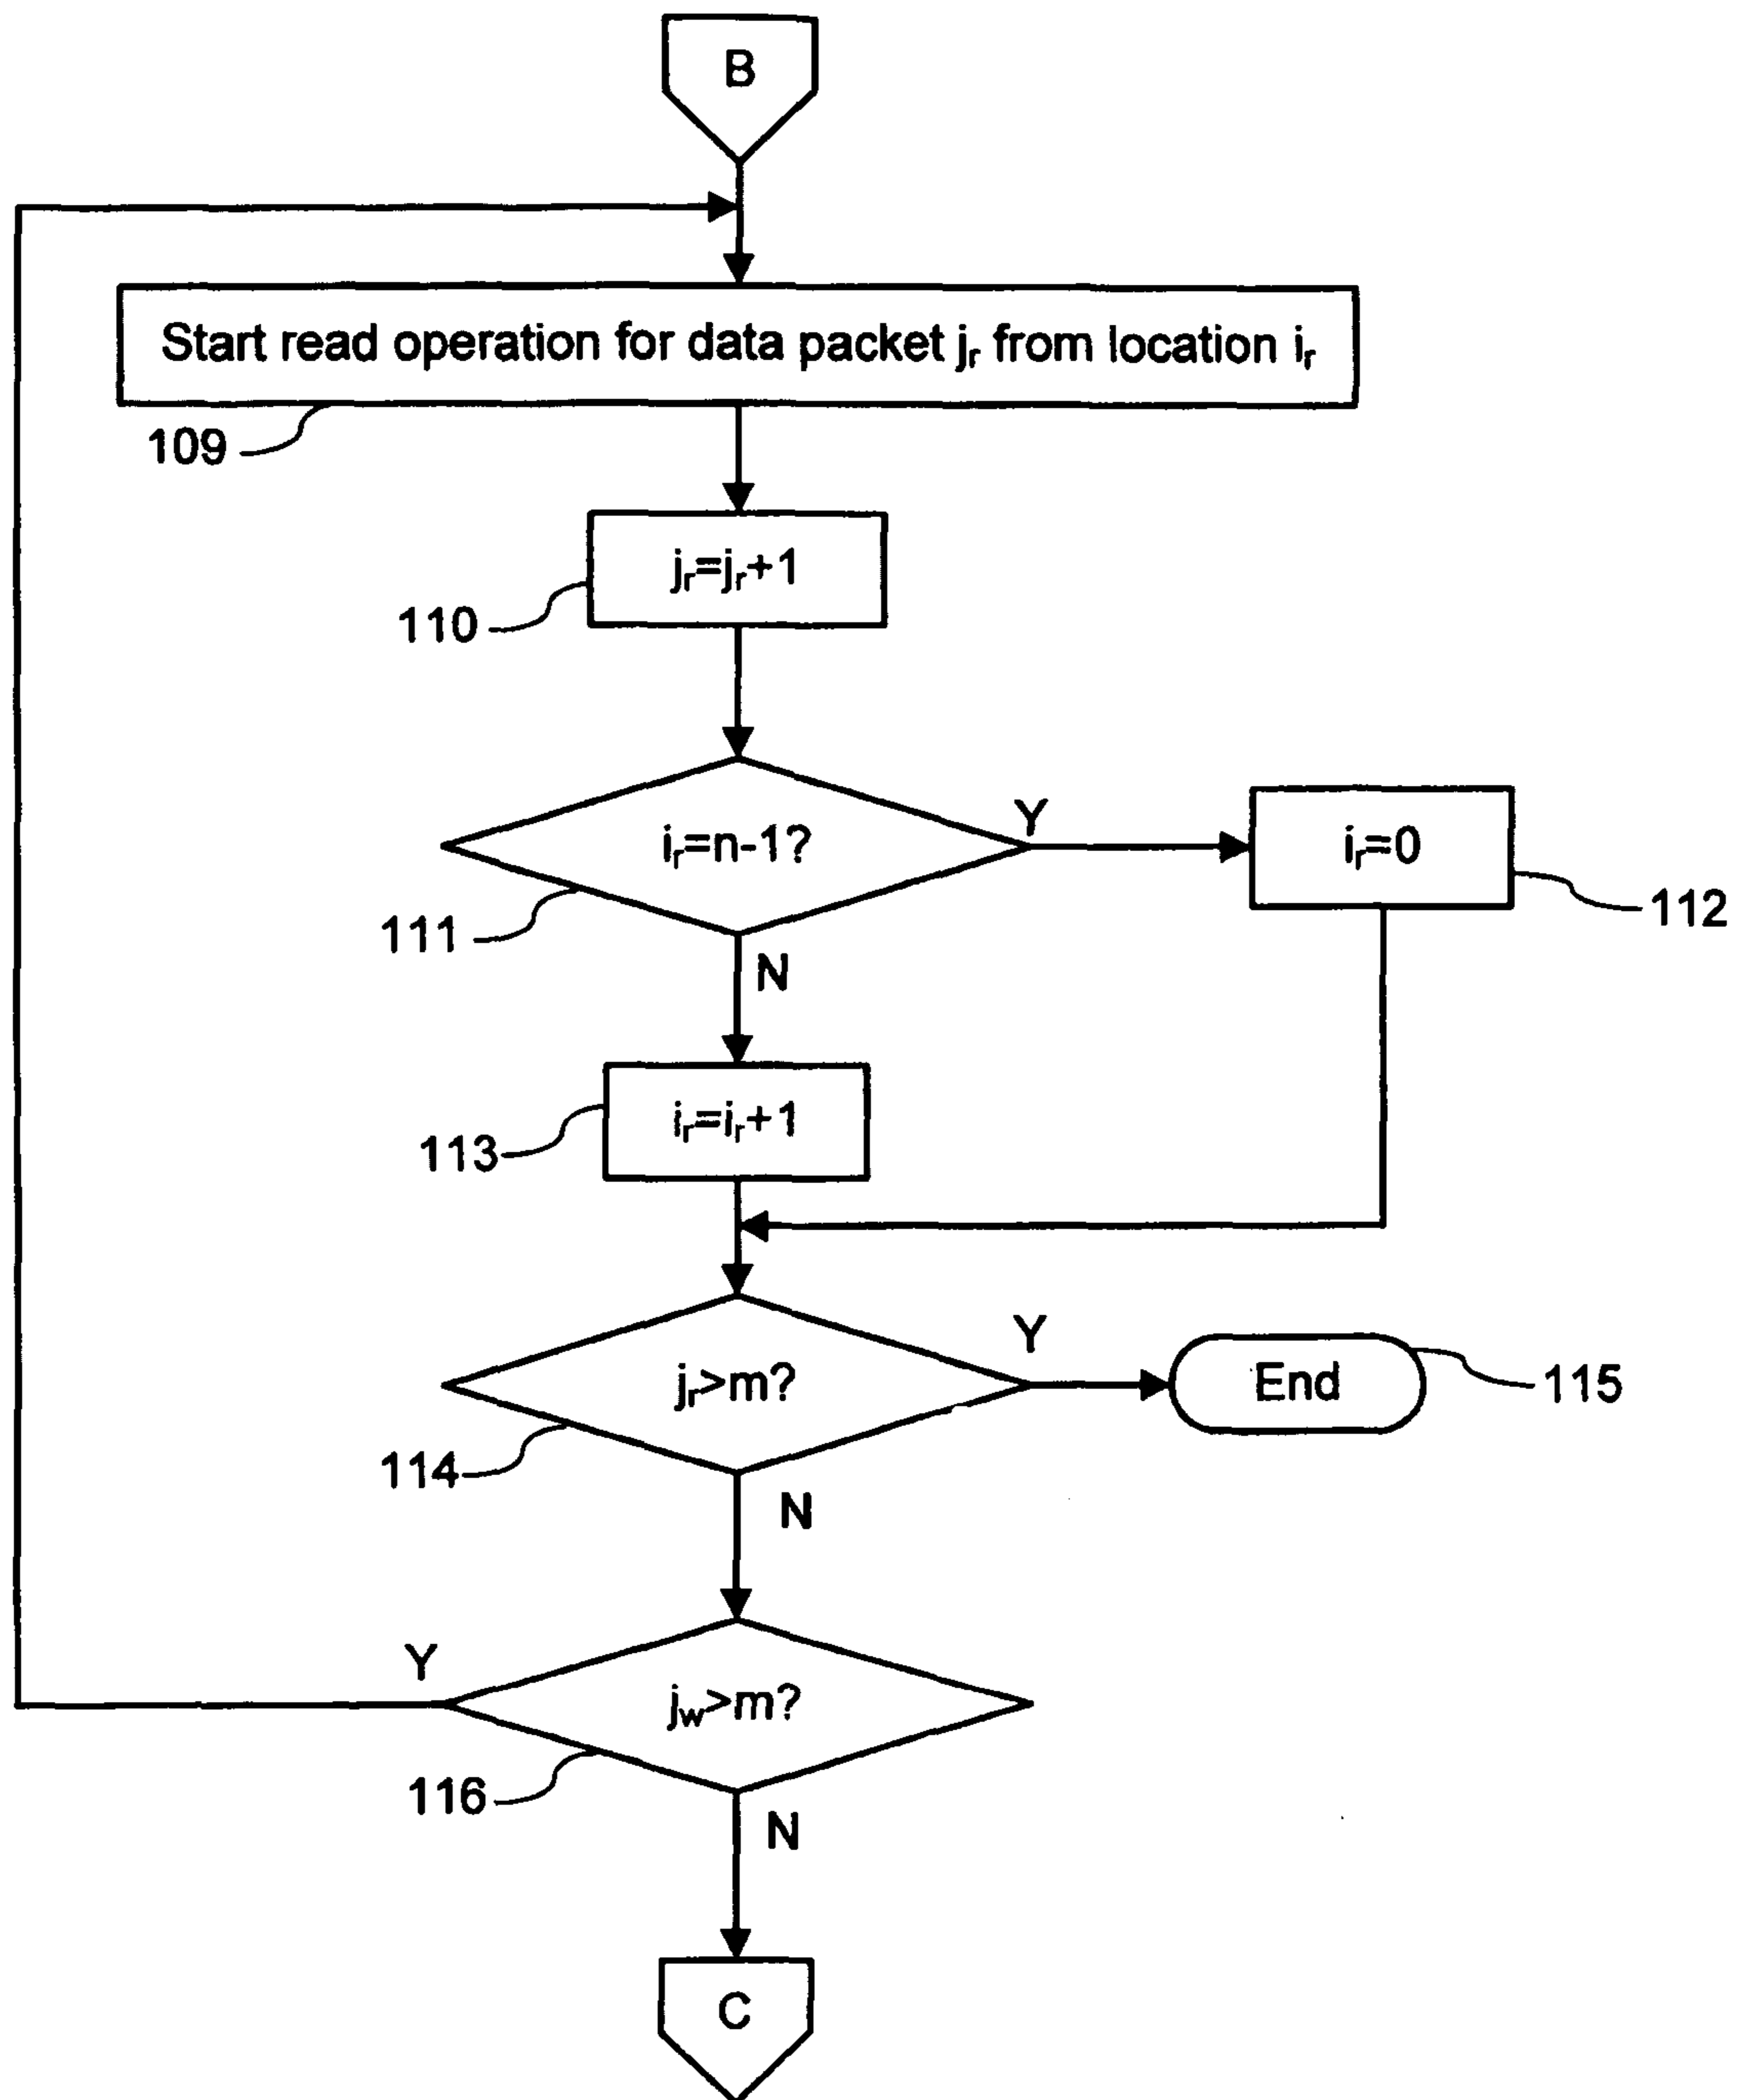 B
Start read operation for data packet jᵣ from location iᵣ
109
jᵣ=jᵣ+1
110
iᵣ=n-1?
Y
iᵣ=0
111
112
N
iᵣ=iᵣ+1
113
jᵣ>m?
Y
End
115
114
N
Y
j_w>m?
116
N
C